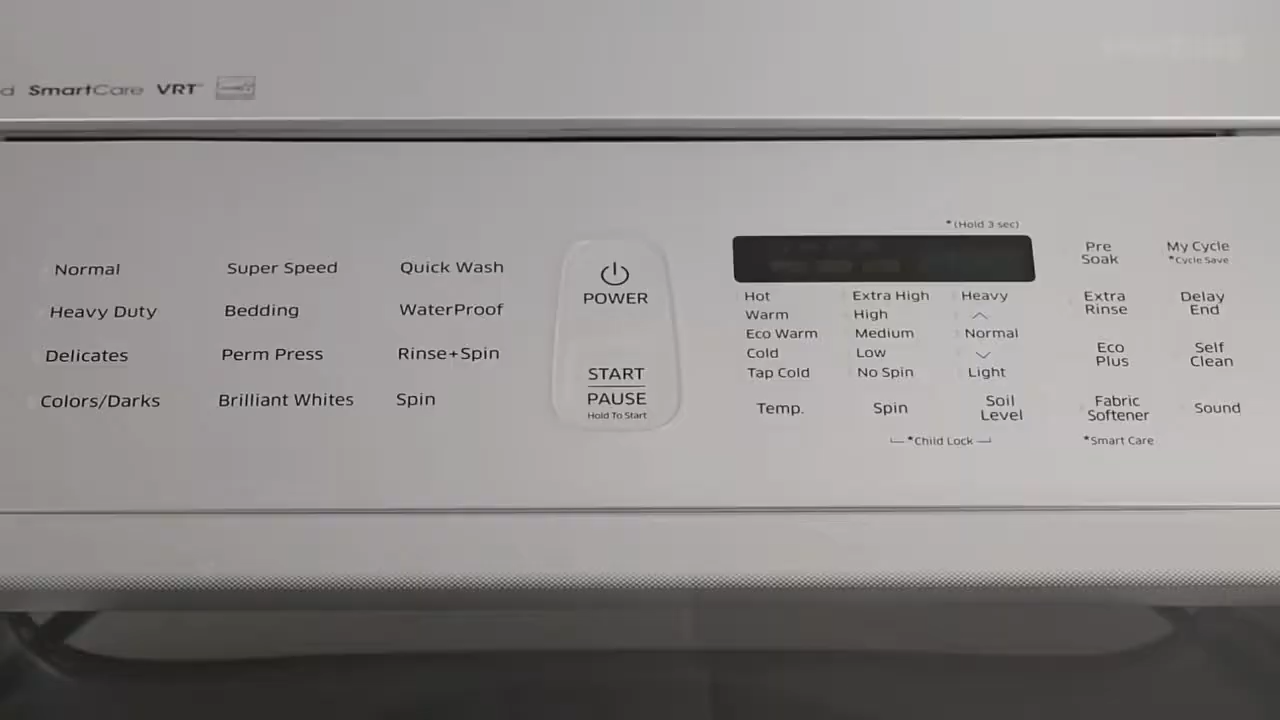 SmartCare VRT™
*(Hold 3 sec)
Normal
Heavy Duty
Delicates
Colors/Darks
Super Speed
Bedding
Perm Press
Brilliant Whites
Quick Wash
WaterProof
Rinse+Spin
Spin
POWER
START
PAUSE
Hold To Start
Hot
Warm
Eco Warm
Cold
Tap Cold
Temp.
Extra High
High
Medium
Low
No Spin
Spin
Heavy
Normal
Light
Soil
Level
*Child Lock
Pre
Soak
Extra
Rinse
Eco
Plus
Fabric
Softener
*Smart Care
My Cycle
*Cycle Save
Delay
End
Self
Clean
Sound